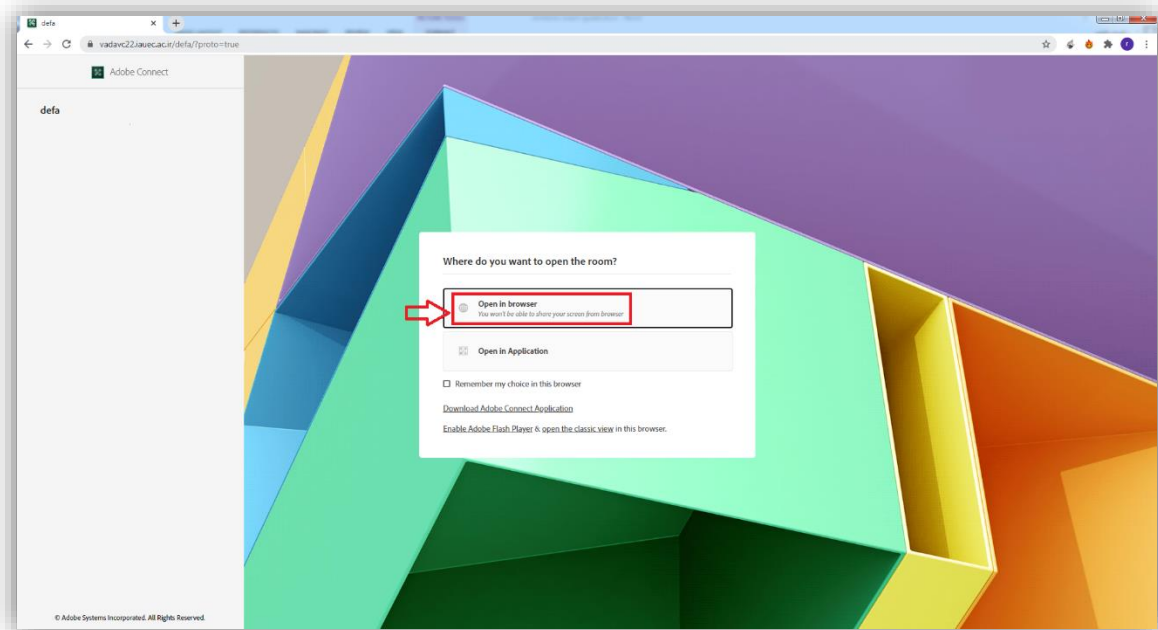 defa
vadavc22.iauec.ac.ir/defa/?proto=true
Adobe Connect
defa
Where do you want to open the room?
Open in browser
You won't be able to share your screen from browser
Open in Application
Remember my choice in this browser
Download Adobe Connect Application
Enable Adobe Flash Player & open the classic view in this browser.
© Adobe Systems Incorporated. All Rights Reserved.